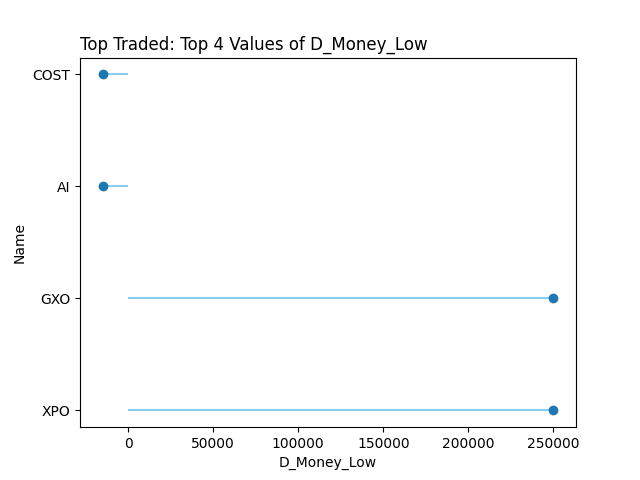 Top Traded: Top 4 Values of D_Money_Low
COST
AI
GXO
XPO
Name
0 50000 100000 150000 200000 250000
D_Money_Low